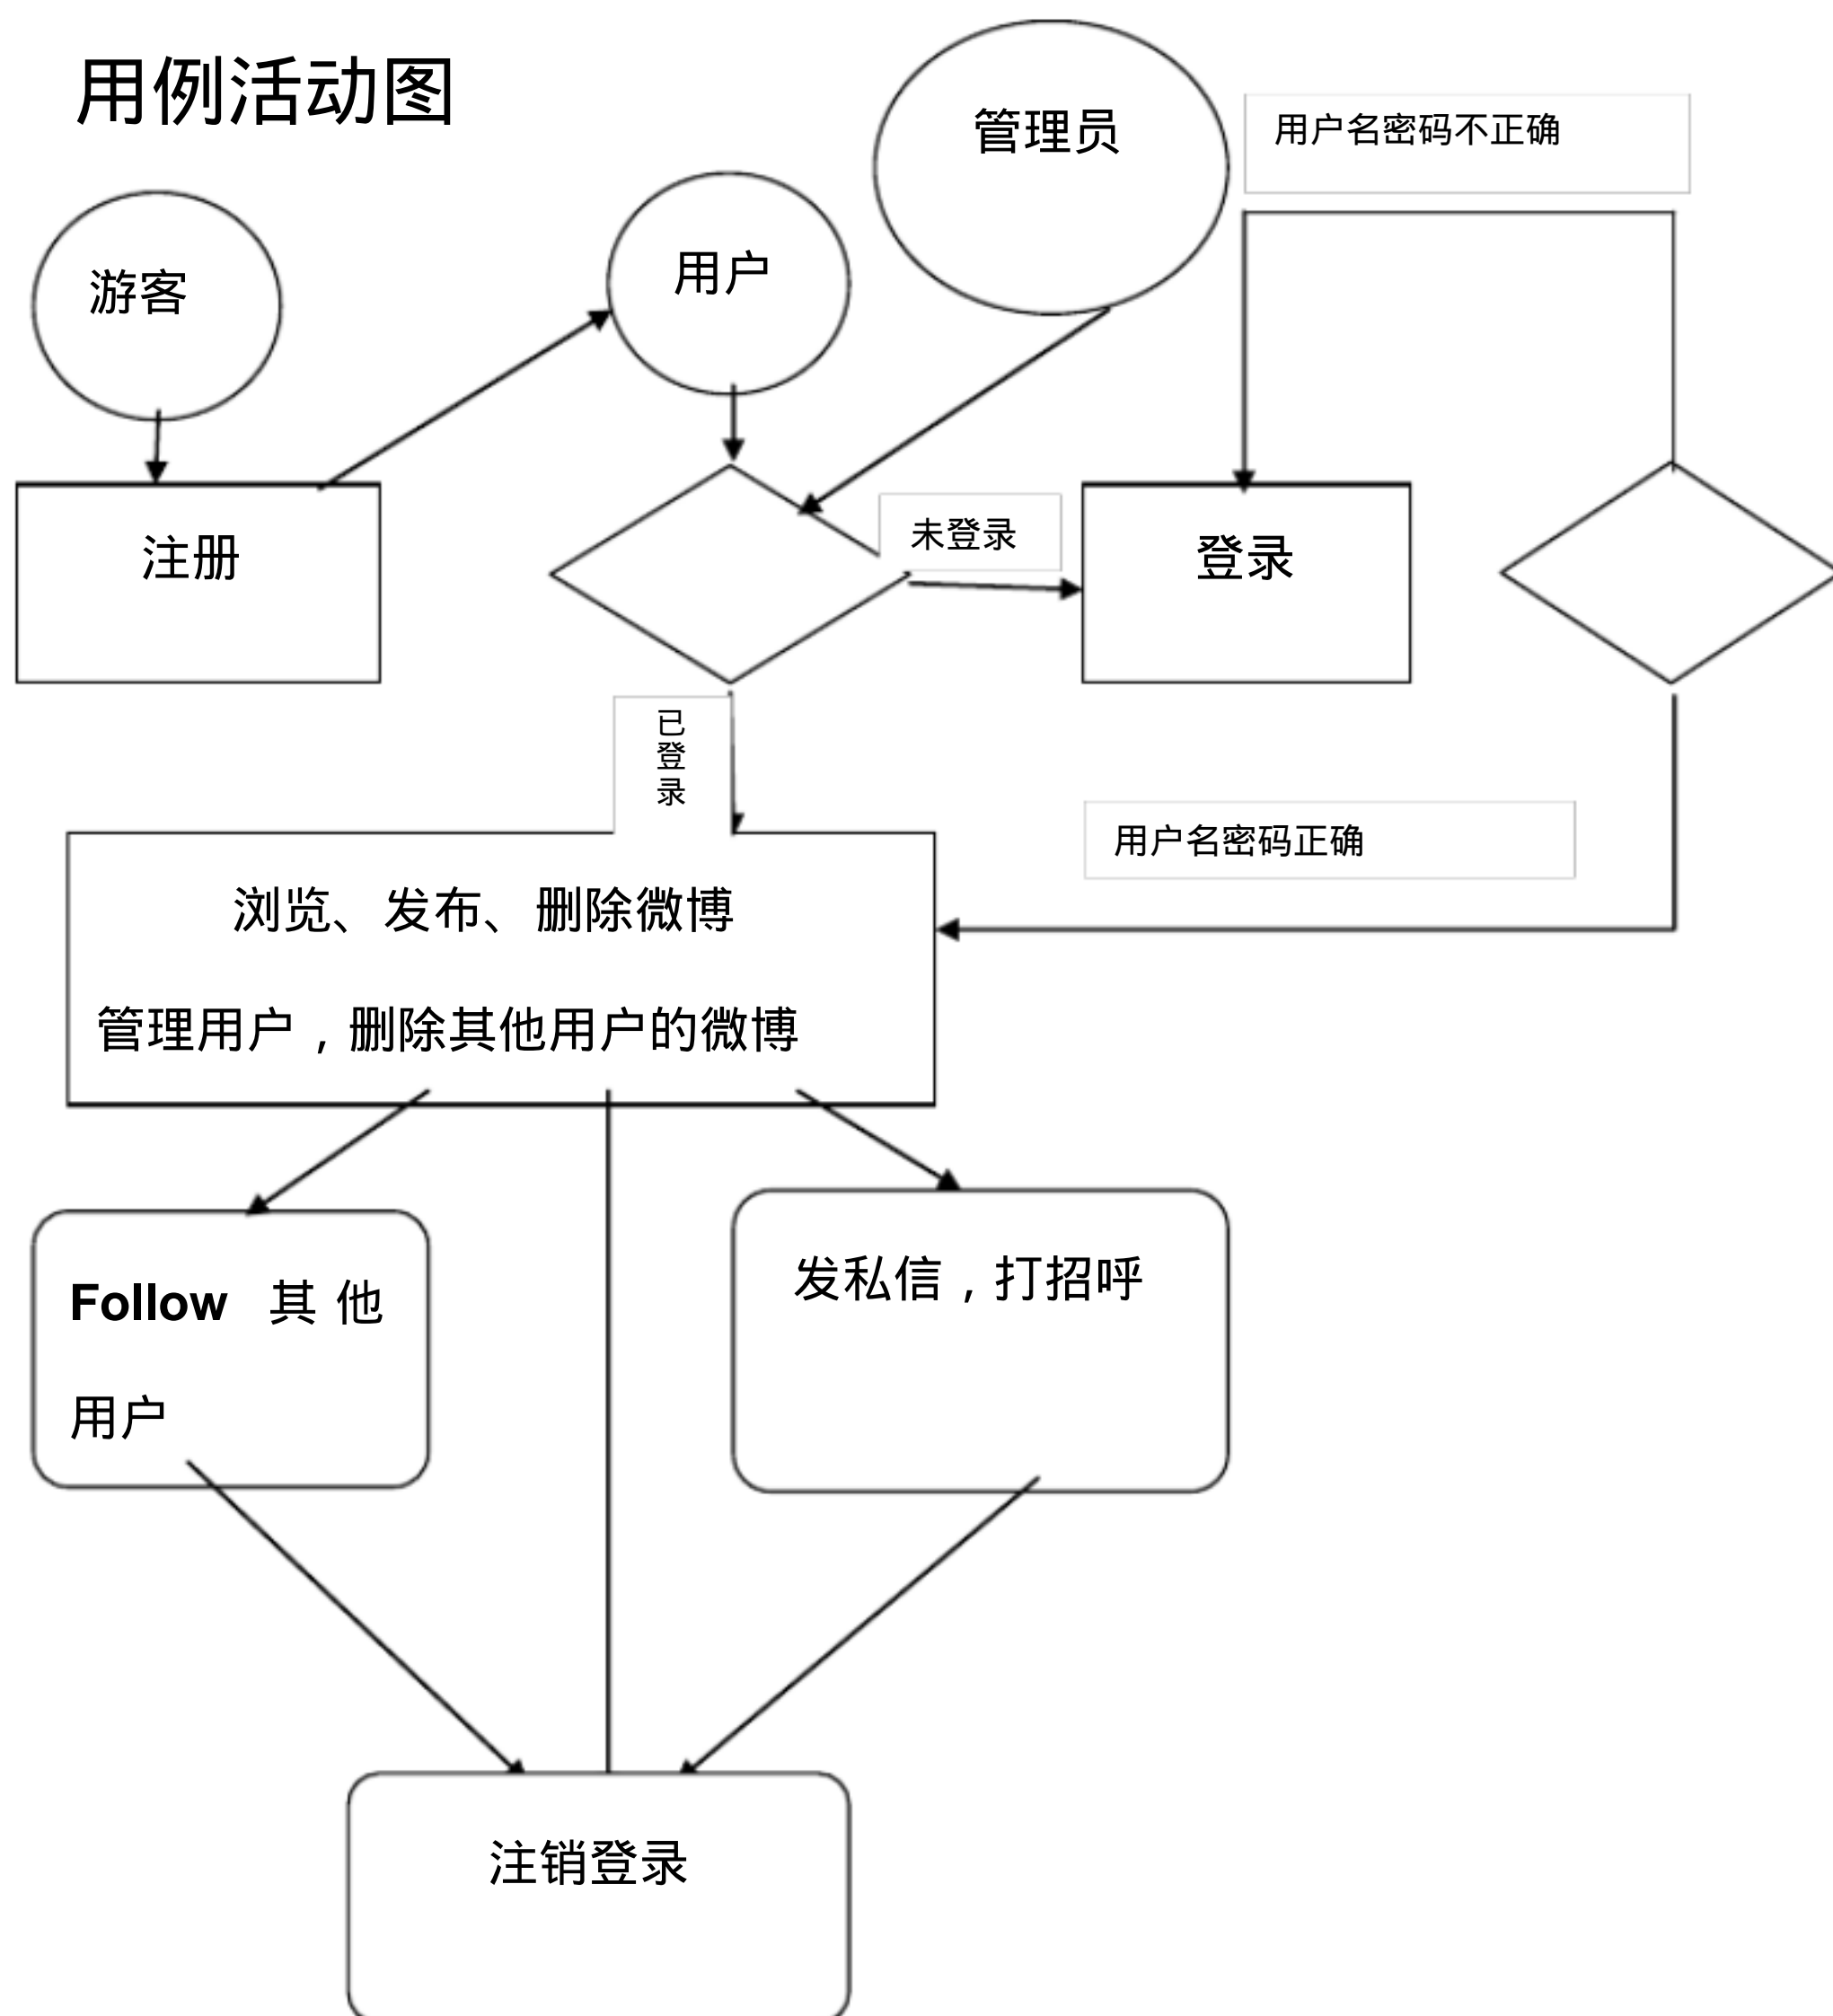 用例活动图
管理员
用户名密码不正确
用户
游客
未登录
注册
登录
已
登
录
用户名密码正确
浏览、发布、删除微博
管理用户，删除其他用户的微博
发私信，打招呼
Follow 其 他
用户
注销登录